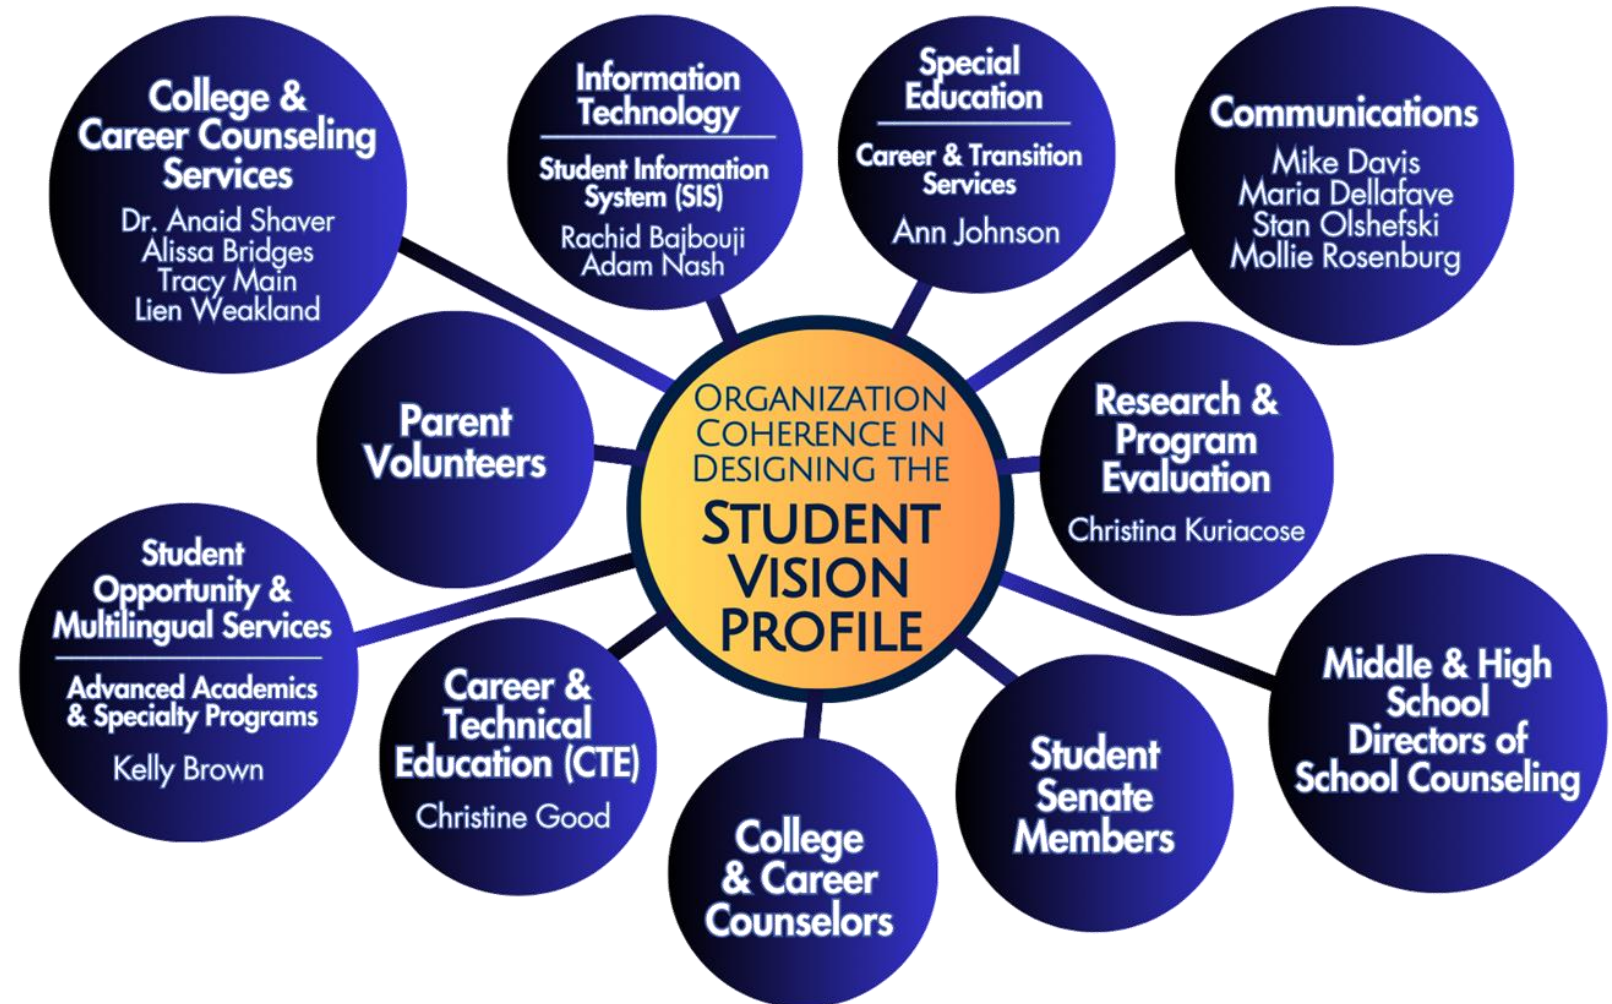 College &
Career Counseling
Services
Dr. Anaid Shaver
Alissa Bridges
Tracy Main
Lien Weakland
Information
Technology
Student Information
System (SIS)
Rachid Bajbouji
Adam Nash
Special
Education
Career & Transition
Services
Ann Johnson
Communications
Mike Davis
Maria Dellafave
Stan Olshefski
Mollie Rosenburg
Parent
Volunteers
ORGANIZATION
COHERENCE IN
DESIGNING THE
STUDENT
VISION
PROFILE
Research &
Program
Evaluation
Christina Kuriacose
Student
Opportunity &
Multilingual Services
Advanced Academics
& Specialty Programs
Kelly Brown
Career &
Technical
Education (CTE)
Christine Good
College
& Career
Counselors
Student
Senate
Members
Middle & High
School
Directors of
School Counseling